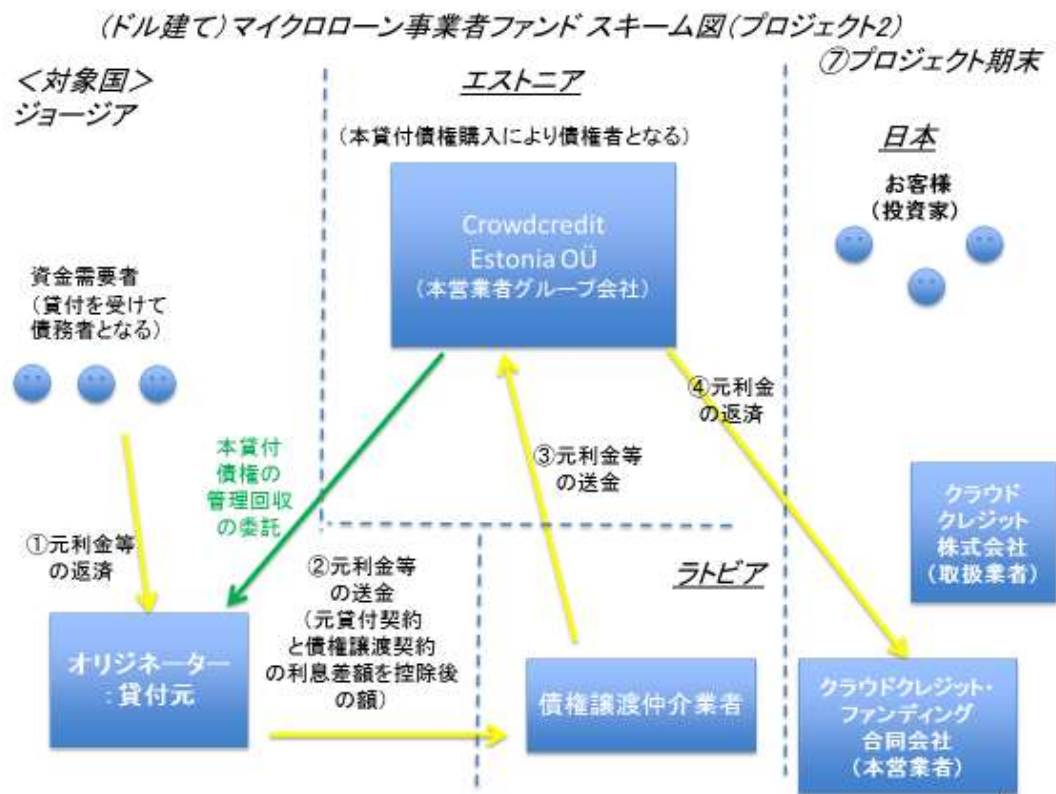 (ドル建て)マイクロローン事業者ファンド スキーム図(プロジェクト2)
⑦プロジェクト期末
<対象国>
ジョージア
エストニア
(本貸付債権購入により債権者となる)
日本
お客様
(投資家)
Crowdcredit
Estonia OÜ
(本営業者グループ会社)
資金需要者
(貸付を受けて
債務者となる)
④元利金
の返済
本貸付
債権の
管理回収
の委託
③元利金等
の送金
クラウド
クレジット
株式会社
(取扱業者)
①元利金等
の返済
②元利金等
の送金
(元貸付契約
と債権譲渡契約
の利息差額を控除後
の額)
ラトビア
オリジネーター
:貸付元
債権譲渡仲介業者
クラウドクレジット・
ファンディング
合同会社
(本営業者)